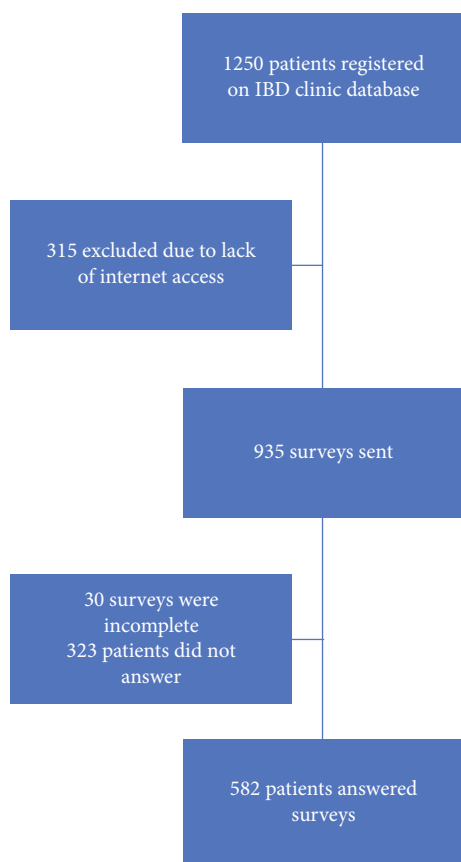 1250 patients registered
on IBD clinic database
315 excluded due to lack
of internet access
935 surveys sent
30 surveys were
incomplete
323 patients did not
answer
582 patients answered
surveys